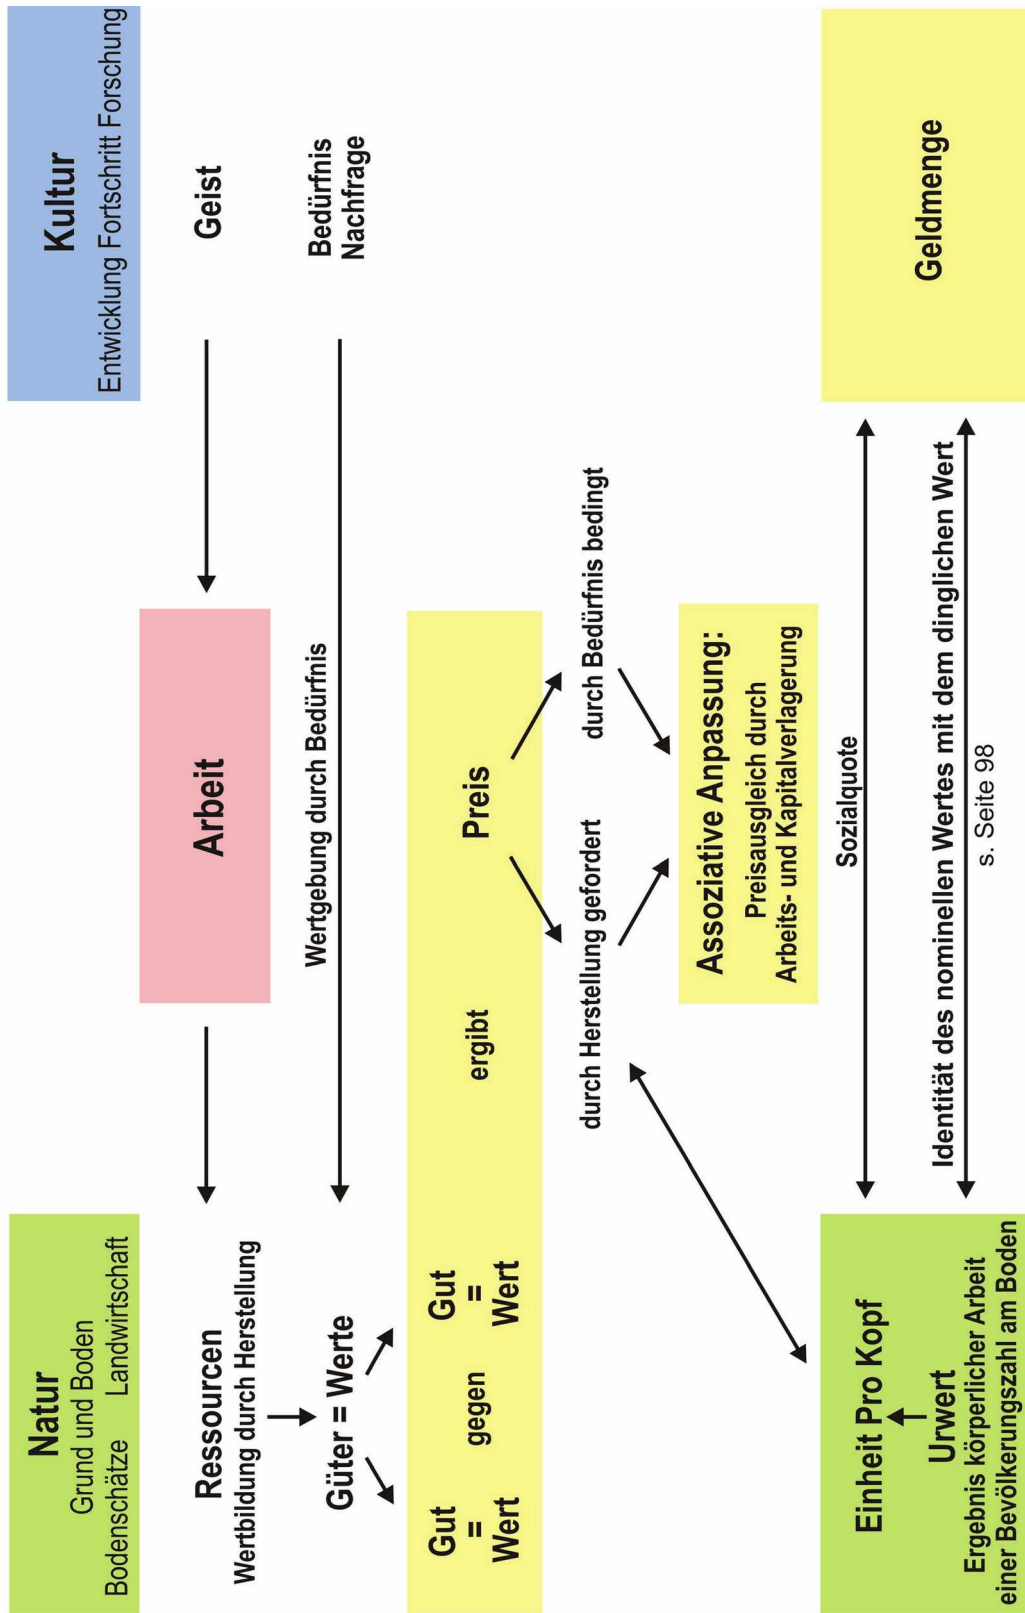 Natur
Grund und Boden
Bodenschätze Landwirtschaft
Kultur
Entwicklung Fortschritt Forschung
Arbeit
Ressourcen
Wertbildung durch Herstellung
Geist
Güter = Werte
Wertgebung durch Bedürfnis
Bedürfnis
Nachfrage
Gut
=
Wert
gegen
Gut
=
Wert
ergibt
Preis
durch Herstellung gefordert
durch Bedürfnis bedingt
Assoziative Anpassung:
Preisausgleich durch
Arbeits- und Kapitalverlagerung
Einheit Pro Kopf
Urwert
Ergebnis körperlicher Arbeit
einer Bevölkerungszahl am Boden
Sozialquote
Identität des nominellen Wertes mit dem dinglichen Wert
s. Seite 98
Geldmenge